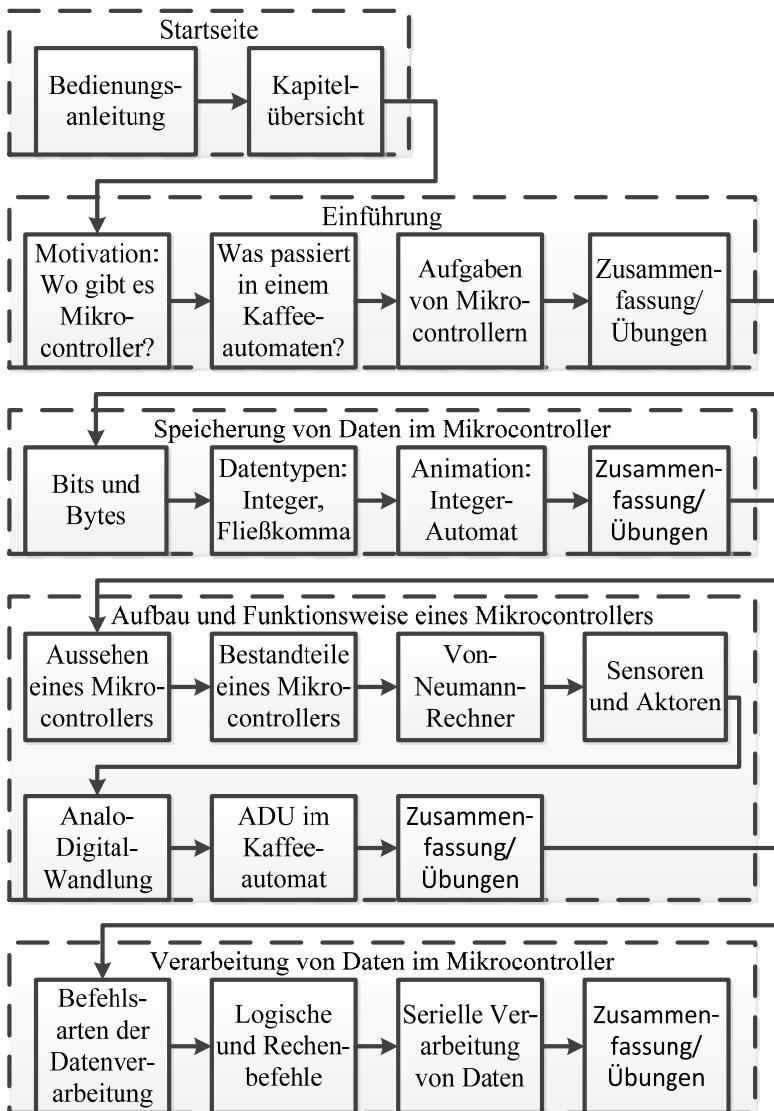 Startseite
Bedienungs-
anleitung
Kapitel-
übersicht
Einführung
Motivation:
Wo gibt es
Mikro-
controller?
Was passiert
in einem
Kaffee-
automaten?
Aufgaben
von Mikro-
controllern
Zusammen-
fassung/
Übungen
Speicherung von Daten im Mikrocontroller
Bits und
Bytes
Datentypen:
Integer,
Fließkomma
Animation:
Integer-
Automat
Zusammen-
fassung/
Übungen
Aufbau und Funktionsweise eines Mikrocontrollers
Aussehen
eines Mikro-
controllers
Bestandteile
eines Mikro-
controllers
Von-
Neumann-
Rechner
Sensoren
und Aktoren
Analo-
Digital-
Wandlung
ADU im
Kaffee-
automat
Zusammen-
fassung/
Übungen
Verarbeitung von Daten im Mikrocontroller
Befehls-
arten der
Datenver-
arbeitung
Logische
und Rechen-
befehle
Serielle Ver-
arbeitung
von Daten
Zusammen-
fassung/
Übungen